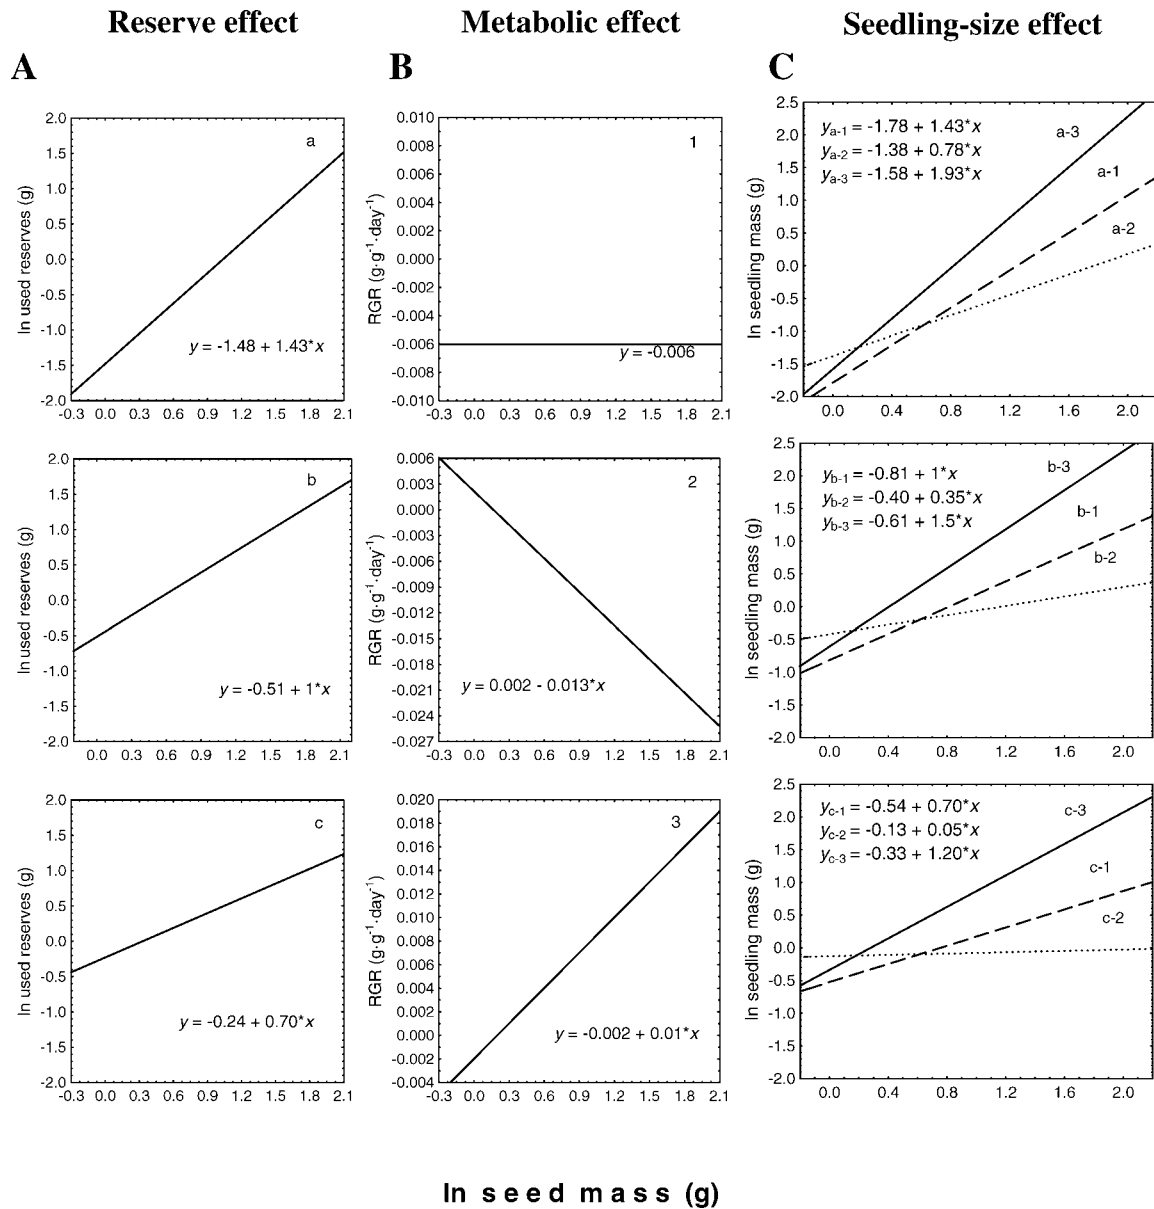 Reserve effect
Metabolic effect
Seedling-size effect
A
B
C
ln used reserves (g)
2.0
1.5
1.0
0.5
0.0
-0.5
-1.0
-1.5
-2.0
a
y = -1.48 + 1.43*x
-0.3 0.0 0.3 0.6 0.9 1.2 1.5 1.8 2.1
RGR (g·g-1·day-1)
0.010
0.008
0.006
0.004
0.002
0.000
-0.002
-0.004
-0.006
-0.008
-0.010
1
y = -0.006
-0.3 0.0 0.3 0.6 0.9 1.2 1.5 1.8 2.1
ln seedling mass (g)
2.5
2.0
1.5
1.0
0.5
0.0
-0.5
-1.0
-1.5
-2.0
ya-1 = -1.78 + 1.43*x
ya-2 = -1.38 + 0.78*x
ya-3 = -1.58 + 1.93*x
a-3
a-1
a-2
0.0 0.4 0.8 1.2 1.6 2.0
ln used reserves (g)
2.0
1.5
1.0
0.5
0.0
-0.5
-1.0
-1.5
-2.0
b
y = -0.51 + 1*x
0.0 0.3 0.6 0.9 1.2 1.5 1.8 2.1
RGR (g·g-1·day-1)
0.006
0.003
0.000
-0.003
-0.006
-0.009
-0.012
-0.015
-0.018
-0.021
-0.024
-0.027
2
y = 0.002 - 0.013*x
-0.3 0.0 0.3 0.6 0.9 1.2 1.5 1.8 2.1
ln seedling mass (g)
2.5
2.0
1.5
1.0
0.5
0.0
-0.5
-1.0
-1.5
-2.0
yb-1 = -0.81 + 1*x
yb-2 = -0.40 + 0.35*x
yb-3 = -0.61 + 1.5*x
b-3
b-1
b-2
0.0 0.4 0.8 1.2 1.6 2.0
ln used reserves (g)
2.0
1.5
1.0
0.5
0.0
-0.5
-1.0
-1.5
-2.0
c
y = -0.24 + 0.70*x
-0.3 0.0 0.3 0.6 0.9 1.2 1.5 1.8 2.1
RGR (g·g-1·day-1)
0.020
0.018
0.016
0.014
0.012
0.010
0.008
0.006
0.004
0.002
0.000
-0.002
-0.004
3
y = -0.002 + 0.01*x
-0.3 0.0 0.3 0.6 0.9 1.2 1.5 1.8 2.1
ln seedling mass (g)
2.5
2.0
1.5
1.0
0.5
0.0
-0.5
-1.0
-1.5
-2.0
yc-1 = -0.54 + 0.70*x
yc-2 = -0.13 + 0.05*x
yc-3 = -0.33 + 1.20*x
c-3
c-1
c-2
0.0 0.4 0.8 1.2 1.6 2.0
ln seed mass (g)